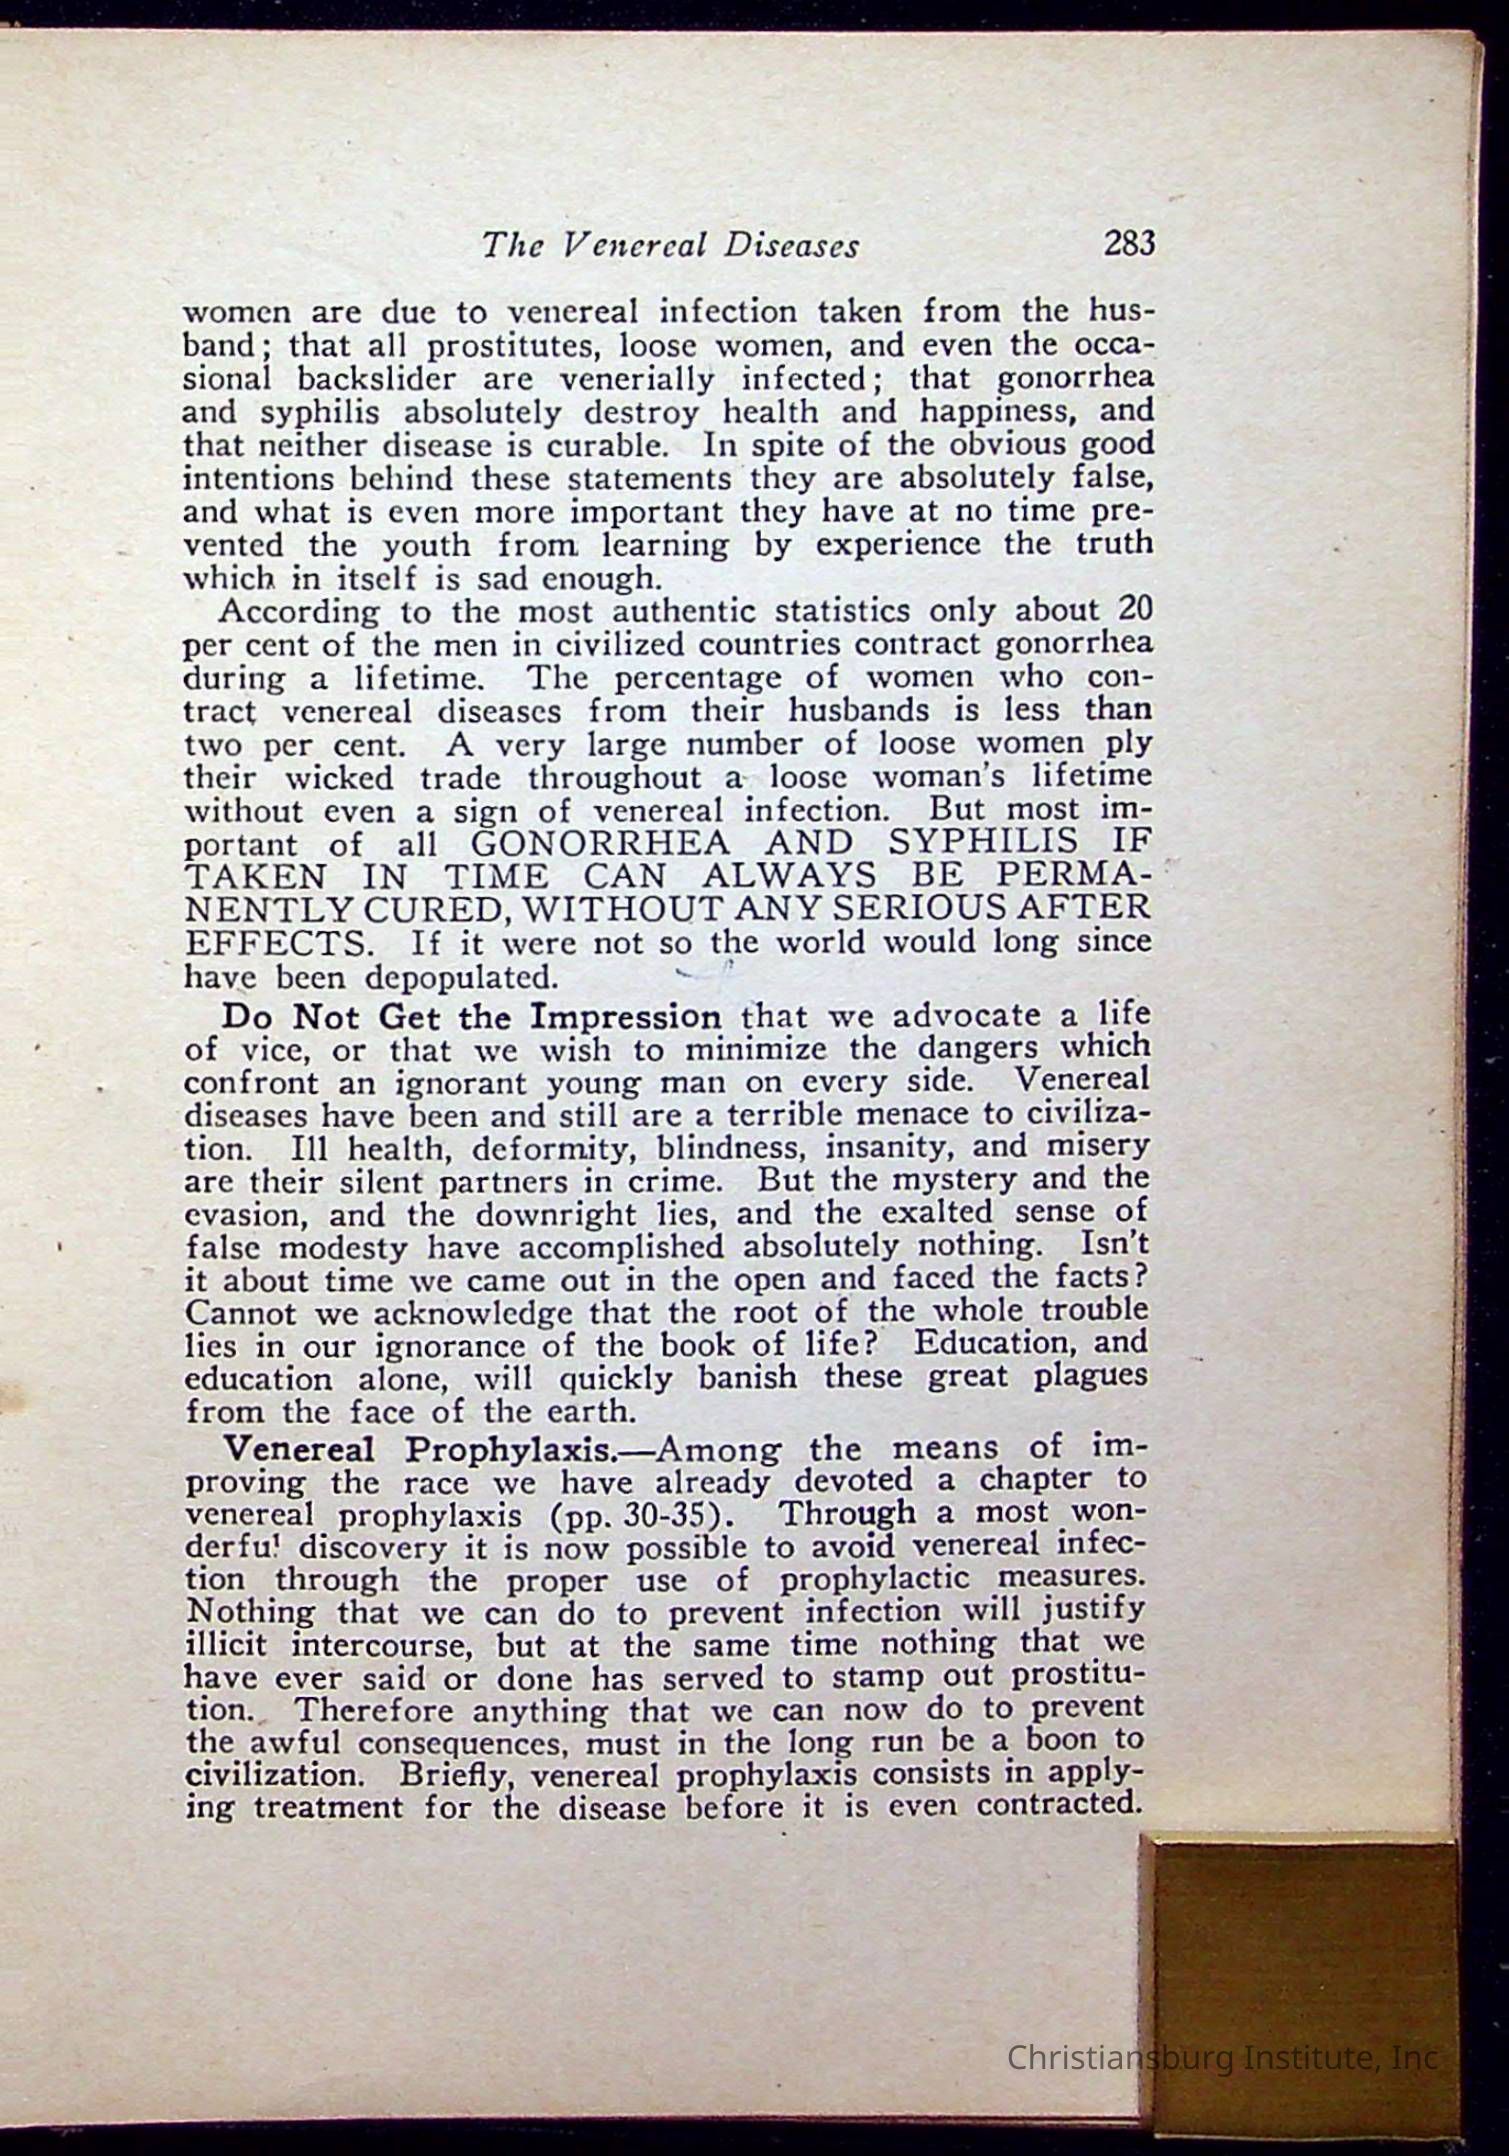 The Venereal Diseases 283
women are due to venereal infection taken from the hus-
band; that all prostitutes, loose women, and even the occa-
sional backslider are venerially infected; that gonorrhea
and syphilis absolutely destroy health and happiness, and
that neither disease is curable. In spite of the obvious good
intentions behind these statements they are absolutely false,
and what is even more important they have at no time pre-
vented the youth from learning by experience the truth
which in itself is sad enough.
According to the most authentic statistics only about 20
per cent of the men in civilized countries contract gonorrhea
during a lifetime. The percentage of women who con-
tract venereal diseases from their husbands is less than
two per cent. A very large number of loose women ply
their wicked trade throughout a loose woman's lifetime
without even a sign of venereal infection. But most im-
portant of all GONORRHEA AND SYPHILIS IF
TAKEN IN TIME CAN ALWAYS BE PERMA-
NENTLY CURED, WITHOUT ANY SERIOUS AFTER
EFFECTS. If it were not so the world would long since
have been depopulated.
Do Not Get the Impression that we advocate a life
of vice, or that we wish to minimize the dangers which
confront an ignorant young man on every side. Venereal
diseases have been and still are a terrible menace to civiliza-
tion. Ill health, deformity, blindness, insanity, and misery
are their silent partners in crime. But the mystery and the
evasion, and the downright lies, and the exalted sense of
false modesty have accomplished absolutely nothing. Isn't
it about time we came out in the open and faced the facts?
Cannot we acknowledge that the root of the whole trouble
lies in our ignorance of the book of life? Education, and
education alone, will quickly banish these great plagues
from the face of the earth.
Venereal Prophylaxis.—Among the means of im-
proving the race we have already devoted a chapter to
venereal prophylaxis (pp. 30-35). Through a most won-
derful discovery it is now possible to avoid venereal infec-
tion through the proper use of prophylactic measures.
Nothing that we can do to prevent infection will justify
illicit intercourse, but at the same time nothing that we
have ever said or done has served to stamp out prostitu-
tion. Therefore anything that we can now do to prevent
the awful consequences, must in the long run be a boon to
civilization. Briefly, venereal prophylaxis consists in apply-
ing treatment for the disease before it is even contracted.
Christiansburg Institute, Inc